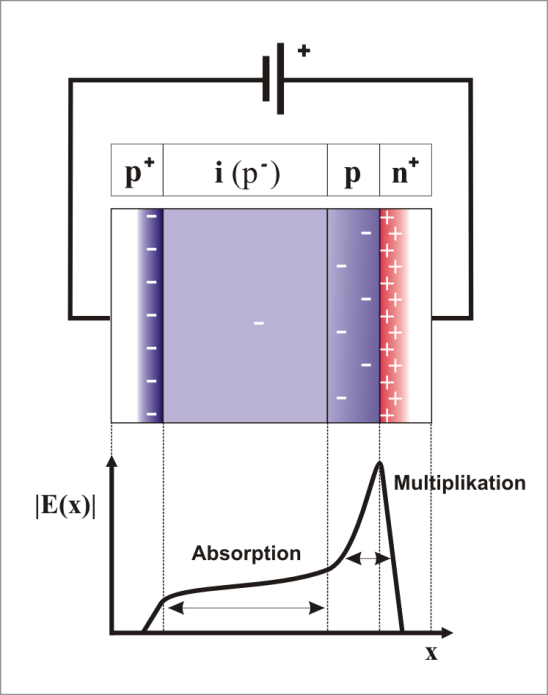 +
p⁺ i (p⁻) p n⁺
|E(x)|
Multiplikation
Absorption
x